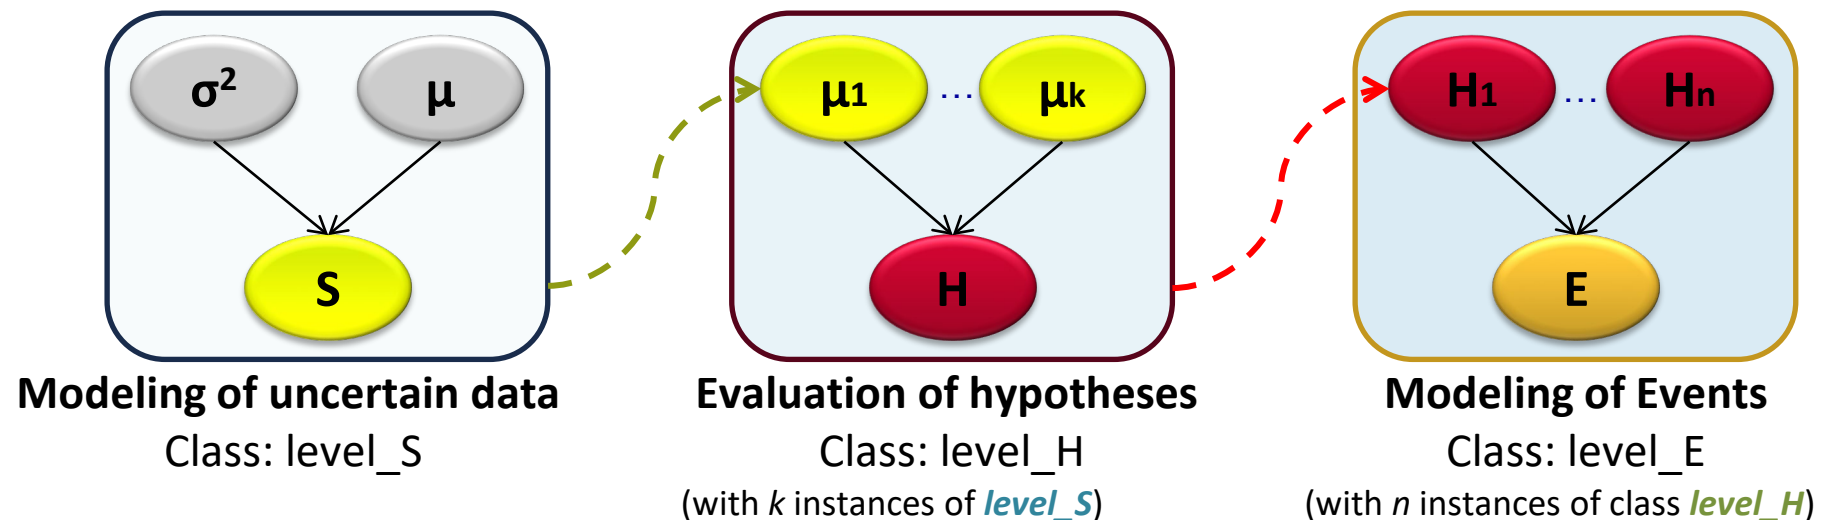 σ² μ
S
Modeling of uncertain data
Class: level_S
μ1 ... μk
H
Evaluation of hypotheses
Class: level_H
(with k instances of level_S)
H1 ... Hn
E
Modeling of Events
Class: level_E
(with n instances of class level_H)